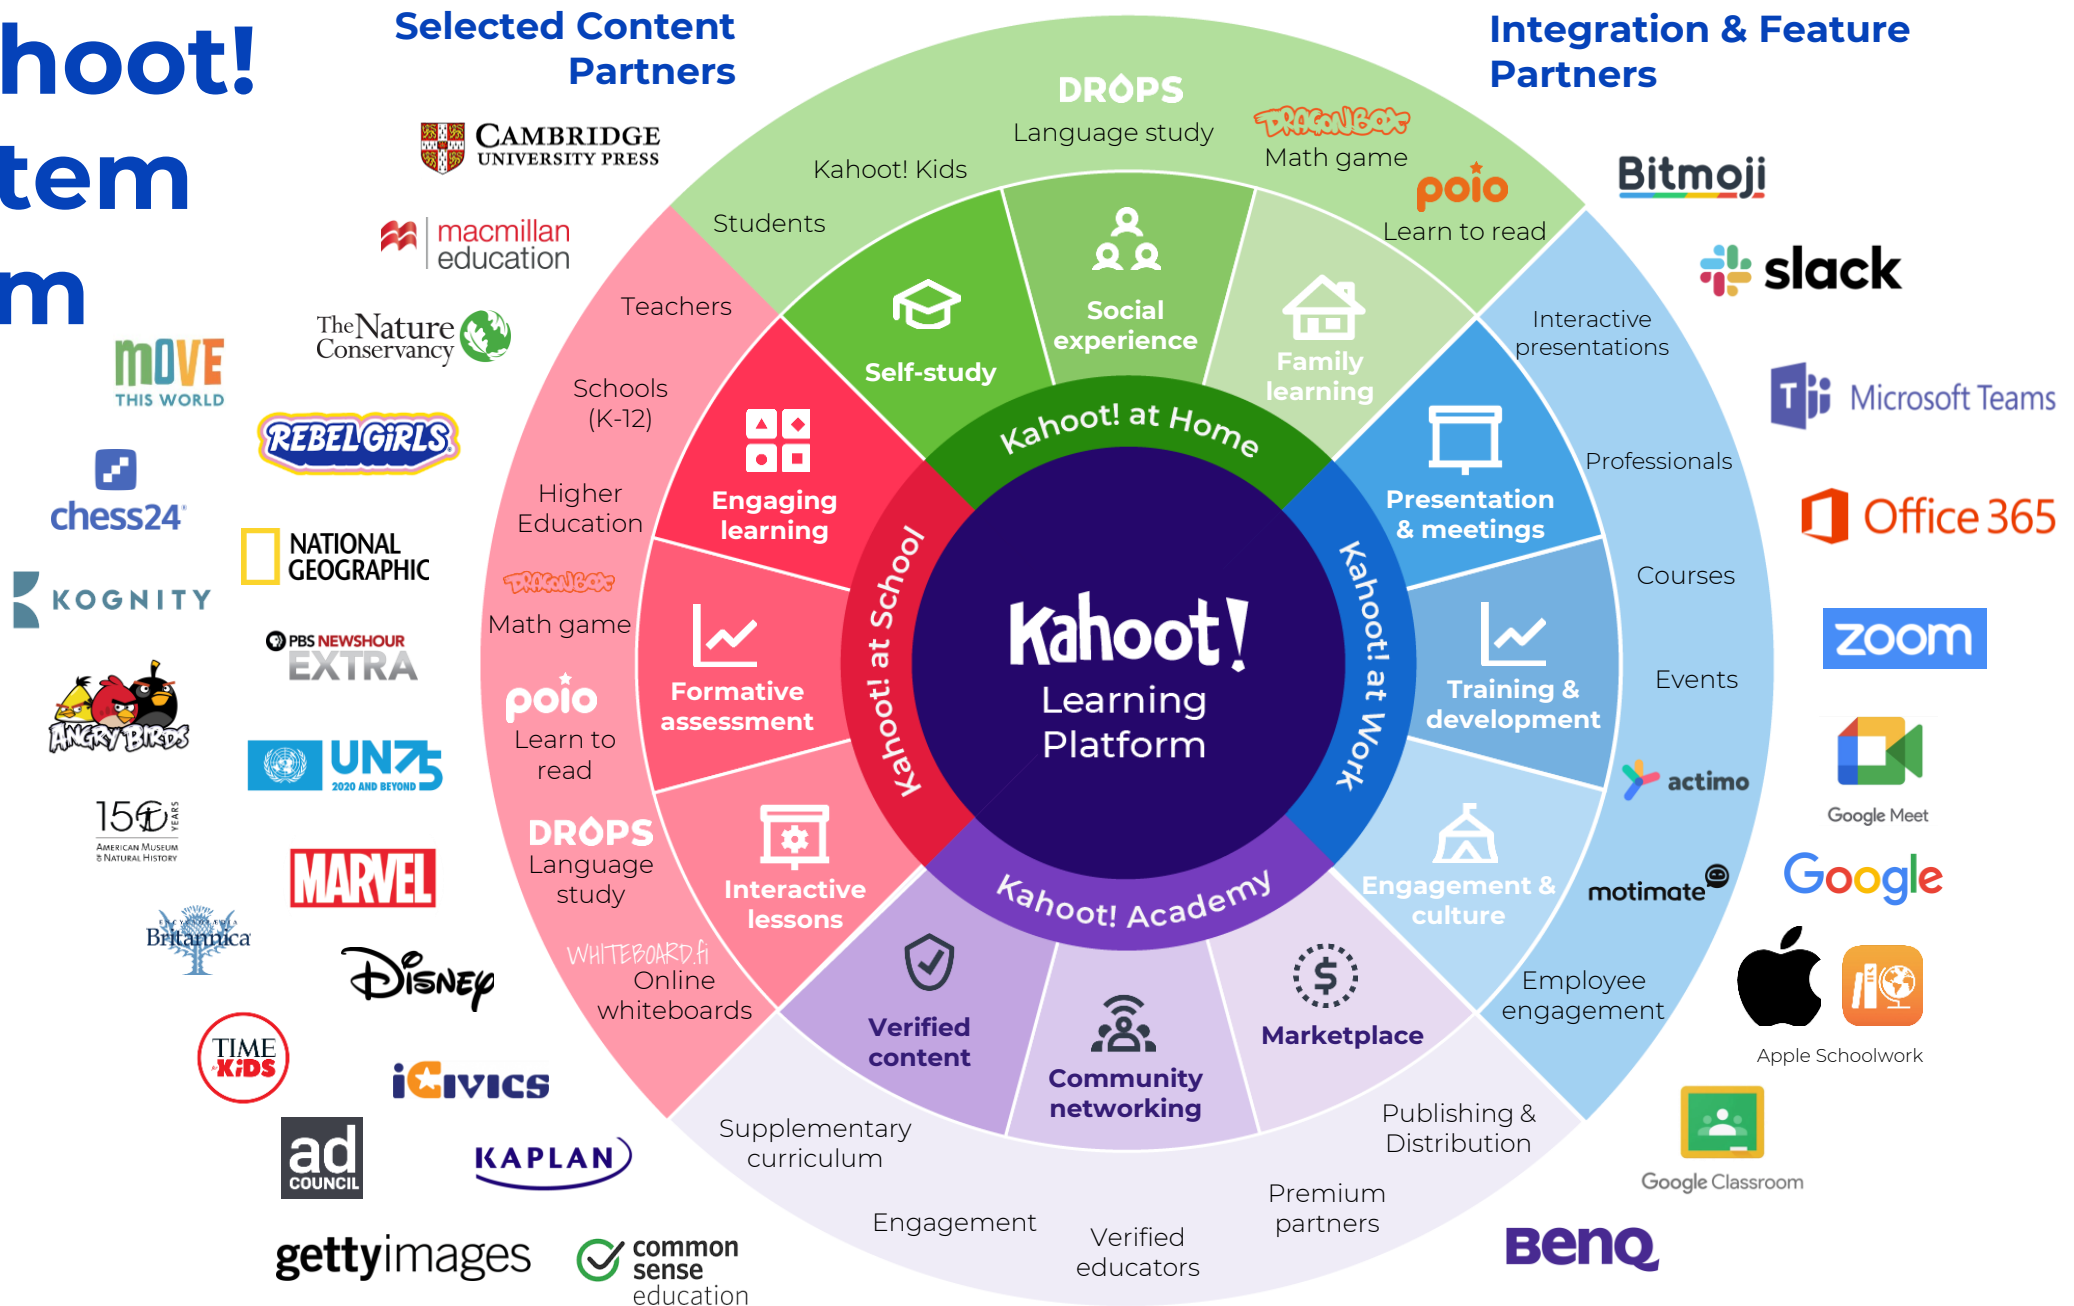 hoot!
tem
m
Selected Content
Partners
Integration & Feature
Partners
CAMBRIDGE
UNIVERSITY PRESS
macmillan
education
The Nature
Conservancy
MOVE
THIS WORLD
REBEL GIRLS
chess24
NATIONAL
GEOGRAPHIC
KOGNITY
PBS NEWSHOUR
EXTRA
ANGRY BIRDS
UN75
2020 AND BEYOND
150 YEARS
AMERICAN MUSEUM
& NATURAL HISTORY
MARVEL
ENCYCLOPÆDIA
Britannica
DISNEY
TIME
for KiDS
iCIVICS
ad
COUNCIL
KAPLAN
gettyimages
common
sense
education
DROPS
Language study
DRAGONBOX
Math game
Kahoot! Kids
poio
Learn to read
Students
Social
experience
Self-study
Family
learning
Kahoot! at Home
Teachers
Schools
(K-12)
Higher
Education
DRAGONBOX
Math game
poio
Learn to
read
DROPS
Language
study
WHITEBOARD.fi
Online
whiteboards
Engaging
learning
Formative
assessment
Interactive
lessons
Kahoot! at School
Kahoot!
Learning
Platform
Kahoot! at Work
Presentation
& meetings
Training &
development
Engagement &
culture
Interactive
presentations
Professionals
Courses
Events
actimo
motimate
Employee
engagement
Kahoot! Academy
Verified
content
Community
networking
Marketplace
Supplementary
curriculum
Engagement
Verified
educators
Premium
partners
Publishing &
Distribution
Bitmoji
slack
Microsoft Teams
Office 365
zoom
Google Meet
Google
Apple Schoolwork
Google Classroom
BenQ